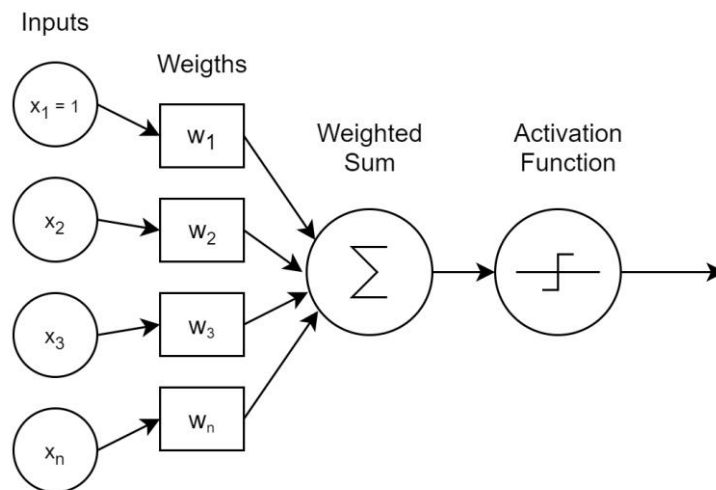 Inputs
Weigths
Weighted
Sum
Activation
Function
x₁ = 1
w₁
x₂
w₂
x₃
w₃
xₙ
wₙ
Σ